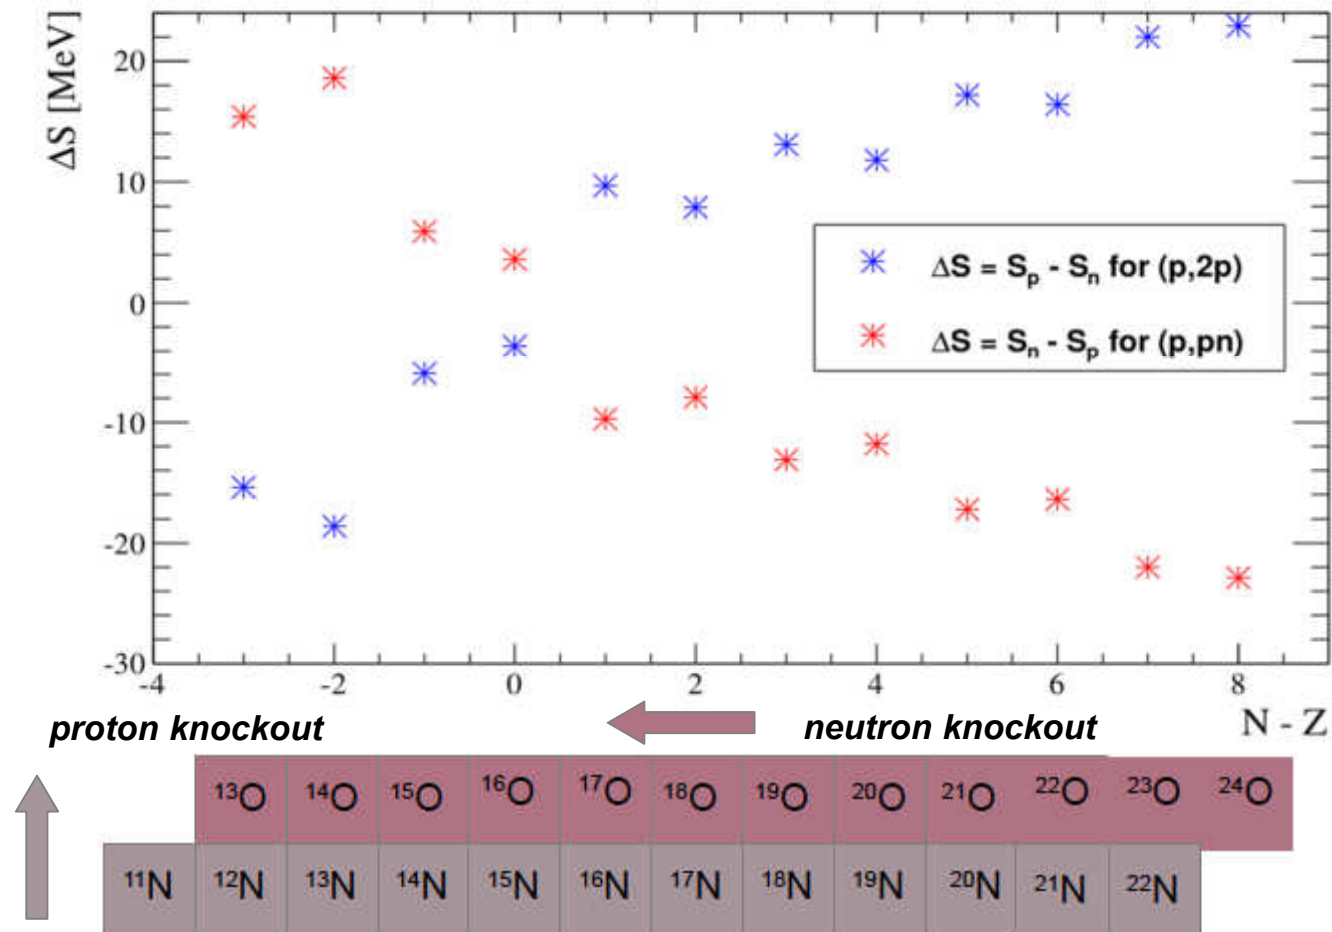 ΔS [MeV]
20
10
0
-10
-20
-30
ΔS = Sₚ - Sₙ for (p,2p)
ΔS = Sₙ - Sₚ for (p,pn)
-4 -2 0 2 4 6 8
N - Z
proton knockout neutron knockout
¹³O ¹⁴O ¹⁵O ¹⁶O ¹⁷O ¹⁸O ¹⁹O ²⁰O ²¹O ²²O ²³O ²⁴O
¹¹N ¹²N ¹³N ¹⁴N ¹⁵N ¹⁶N ¹⁷N ¹⁸N ¹⁹N ²⁰N ²¹N ²²N